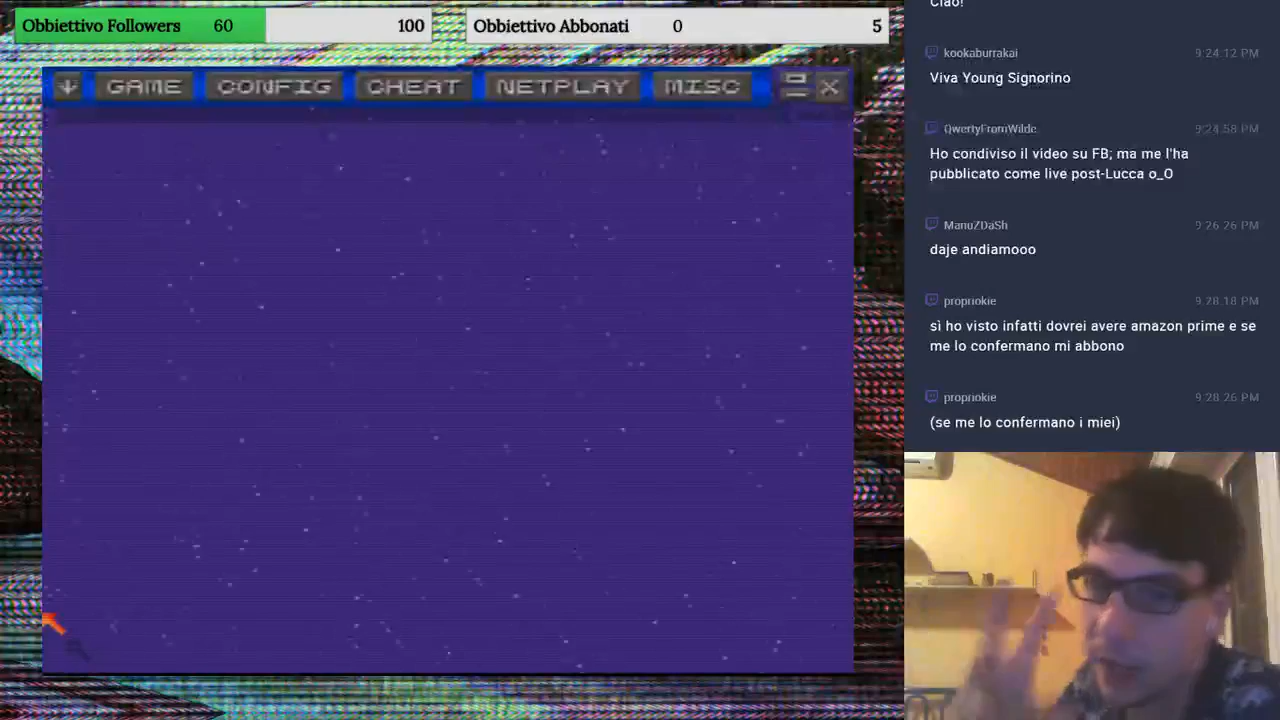 Obbiettivo Followers 60 100
Obbiettivo Abbonati 0 5
GAME CONFIG CHEAT NETPLAY MISC
Ciao!
kookaburrakai 9:24:12 PM
Viva Young Signorino
QwertyFromWilde 9:24:58 PM
Ho condiviso il video su FB; ma me l'ha
pubblicato come live post-Lucca o_O
ManuZDaSh 9:26:26 PM
daje andiamooo
propriokie 9:28:18 PM
sì ho visto infatti dovrei avere amazon prime e se
me lo confermano mi abbono
propriokie 9:28:26 PM
(se me lo confermano i miei)